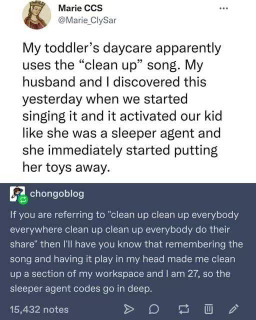 Marie CCS
@Marie_ClySar
My toddler's daycare apparently
uses the "clean up" song. My
husband and I discovered this
yesterday when we started
singing it and it activated our kid
like she was a sleeper agent and
she immediately started putting
her toys away.
chongoblog
If you are referring to "clean up clean up everybody
everywhere clean up clean up everybody do their
share" then I'll have you know that remembering the
song and having it play in my head made me clean
up a section of my workspace and I am 27, so the
sleeper agent codes go in deep.
15,432 notes